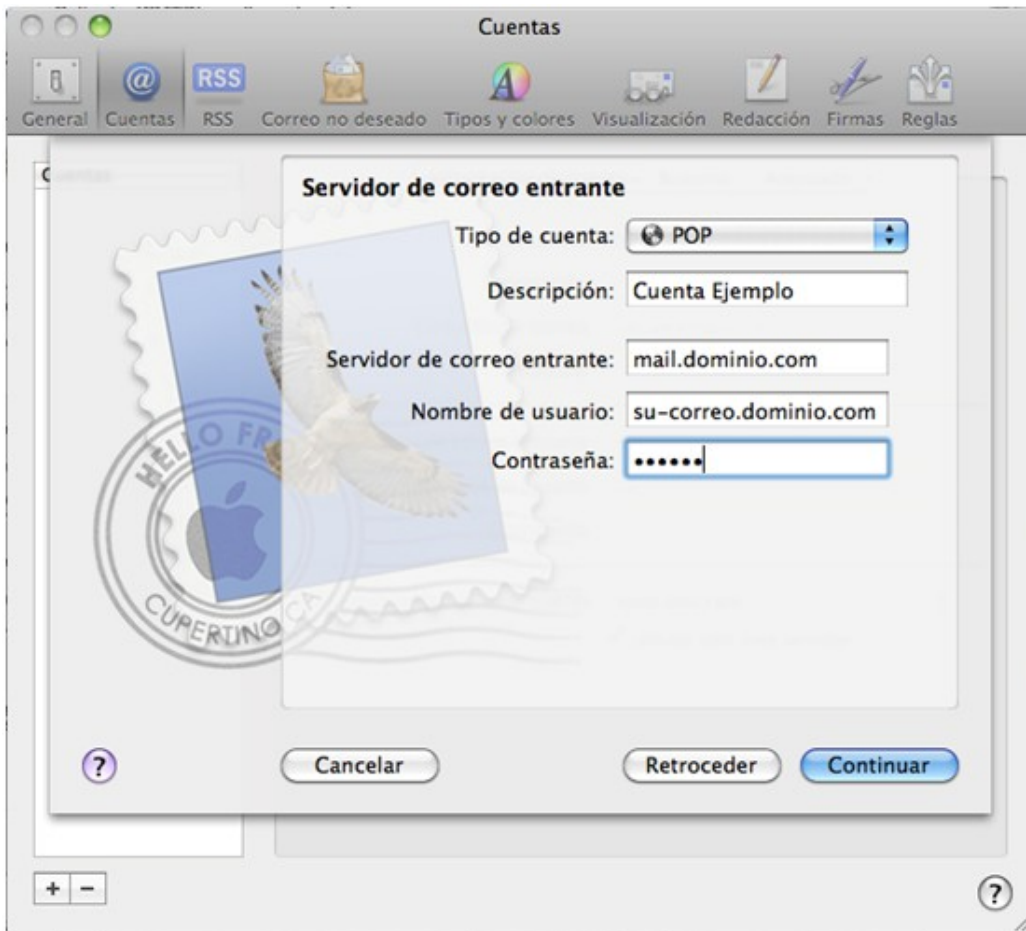 Cuentas
RSS
General Cuentas RSS Correo no deseado Tipos y colores Visualización Redacción Firmas Reglas
Servidor de correo entrante
Tipo de cuenta: POP
Descripción: Cuenta Ejemplo
Servidor de correo entrante: mail.dominio.com
Nombre de usuario: su-correo.dominio.com
Contraseña: ••••••
HELLO FR
CUPERTINO CA
? Cancelar Retroceder Continuar
+ −
?